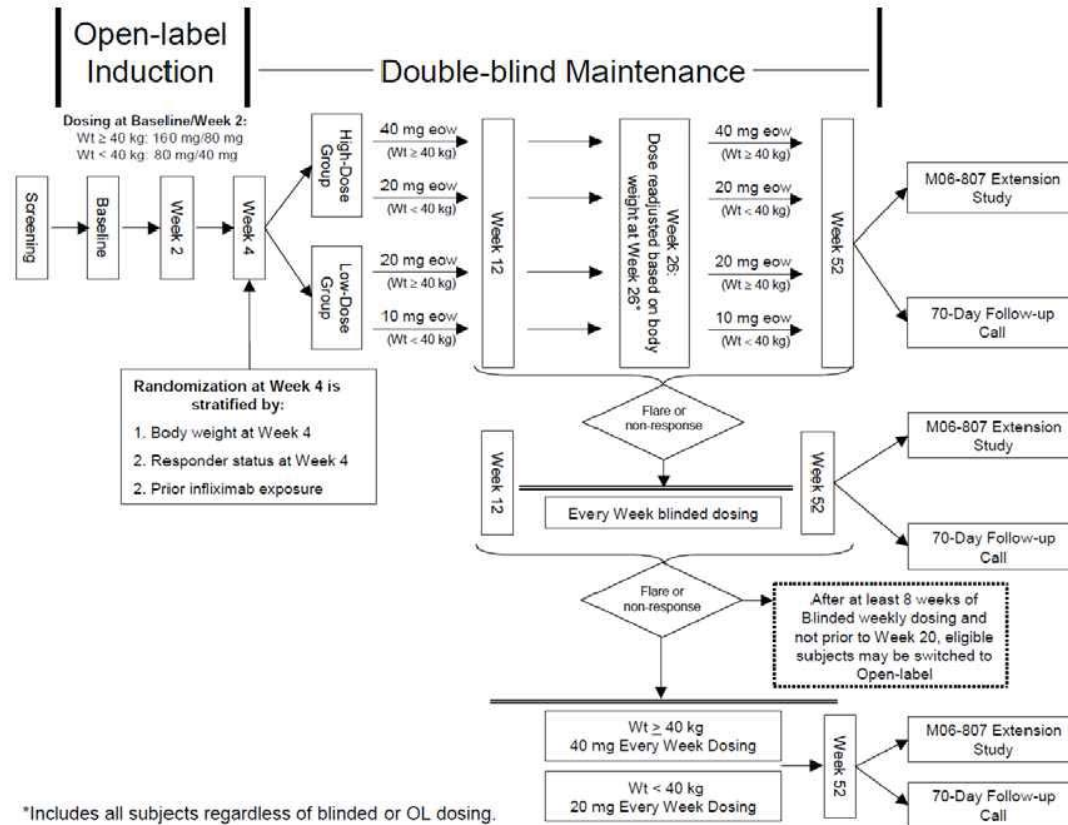 Open-label
Induction
Double-blind Maintenance
Dosing at Baseline/Week 2:
Wt ≥ 40 kg: 160 mg/80 mg
Wt < 40 kg: 80 mg/40 mg
Screening
Baseline
Week 2
Week 4
High-Dose
Group
Low-Dose
Group
40 mg eow
(Wt ≥ 40 kg)
20 mg eow
(Wt < 40 kg)
20 mg eow
(Wt ≥ 40 kg)
10 mg eow
(Wt < 40 kg)
Week 12
Week 26:
Dose readjusted based on body
weight at Week 26*
40 mg eow
(Wt ≥ 40 kg)
20 mg eow
(Wt < 40 kg)
20 mg eow
(Wt ≥ 40 kg)
10 mg eow
(Wt < 40 kg)
Week 52
M06-807 Extension
Study
70-Day Follow-up
Call
Randomization at Week 4 is
stratified by:
1. Body weight at Week 4
2. Responder status at Week 4
2. Prior infliximab exposure
Flare or
non-response
Week 12
Every Week blinded dosing
Week 52
M06-807 Extension
Study
70-Day Follow-up
Call
Flare or
non-response
After at least 8 weeks of
Blinded weekly dosing and
not prior to Week 20, eligible
subjects may be switched to
Open-label
Wt ≥ 40 kg
40 mg Every Week Dosing
Wt < 40 kg
20 mg Every Week Dosing
Week 52
M06-807 Extension
Study
70-Day Follow-up
Call
*Includes all subjects regardless of blinded or OL dosing.